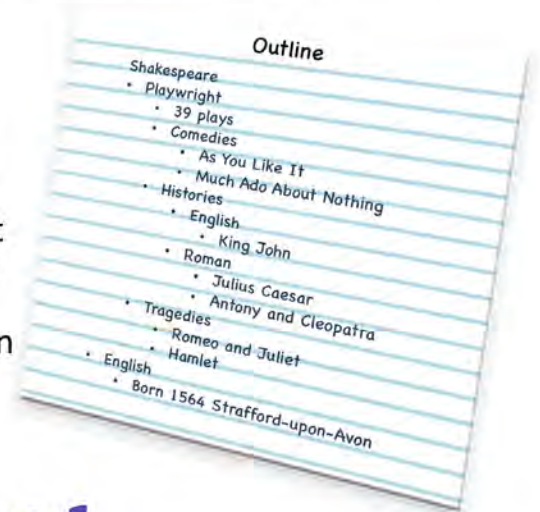 Outline
Shakespeare
• Playwright
• 39 plays
• Comedies
• As You Like It
• Much Ado About Nothing
• Histories
• English
• King John
• Roman
• Julius Caesar
• Antony and Cleopatra
• Tragedies
• Romeo and Juliet
• Hamlet
• English
• Born 1564 Strafford-upon-Avon